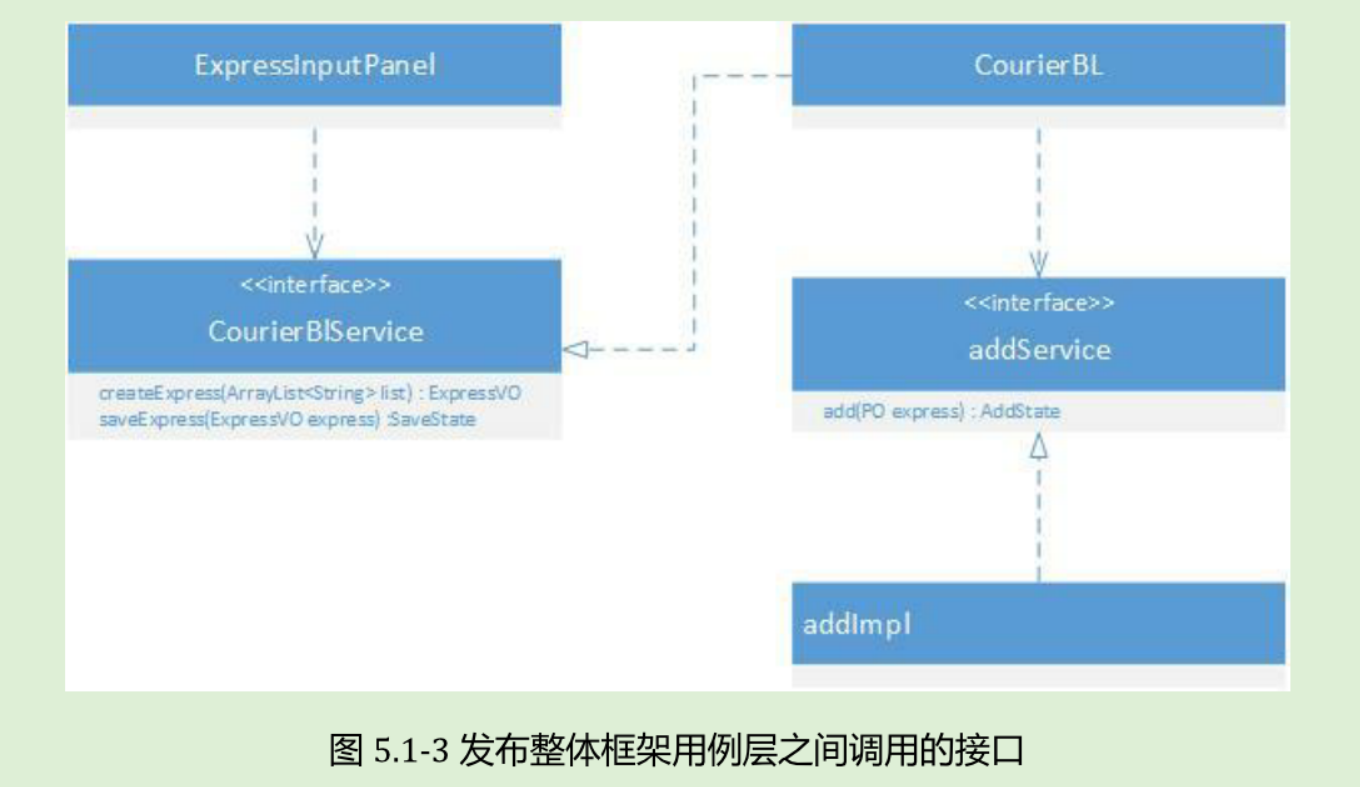 ExpressInputPanel
CourierBL
<<interface>>
CourierBlService
createExpress(ArrayList<String> list) : ExpressVO
saveExpress(ExpressVO express) :SaveState
<<interface>>
addService
add(PO express) : AddState
addImpl
图 5.1-3 发布整体框架用例层之间调用的接口